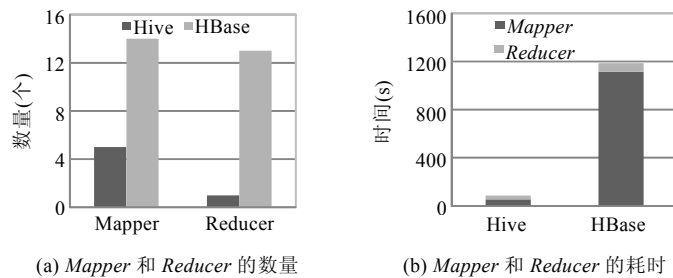 Hive HBase
数量(个)
16
12
8
4
0
Mapper Reducer
(a) Mapper 和 Reducer 的数量
Mapper
Reducer
时间(s)
1600
1200
800
400
0
Hive HBase
(b) Mapper 和 Reducer 的耗时